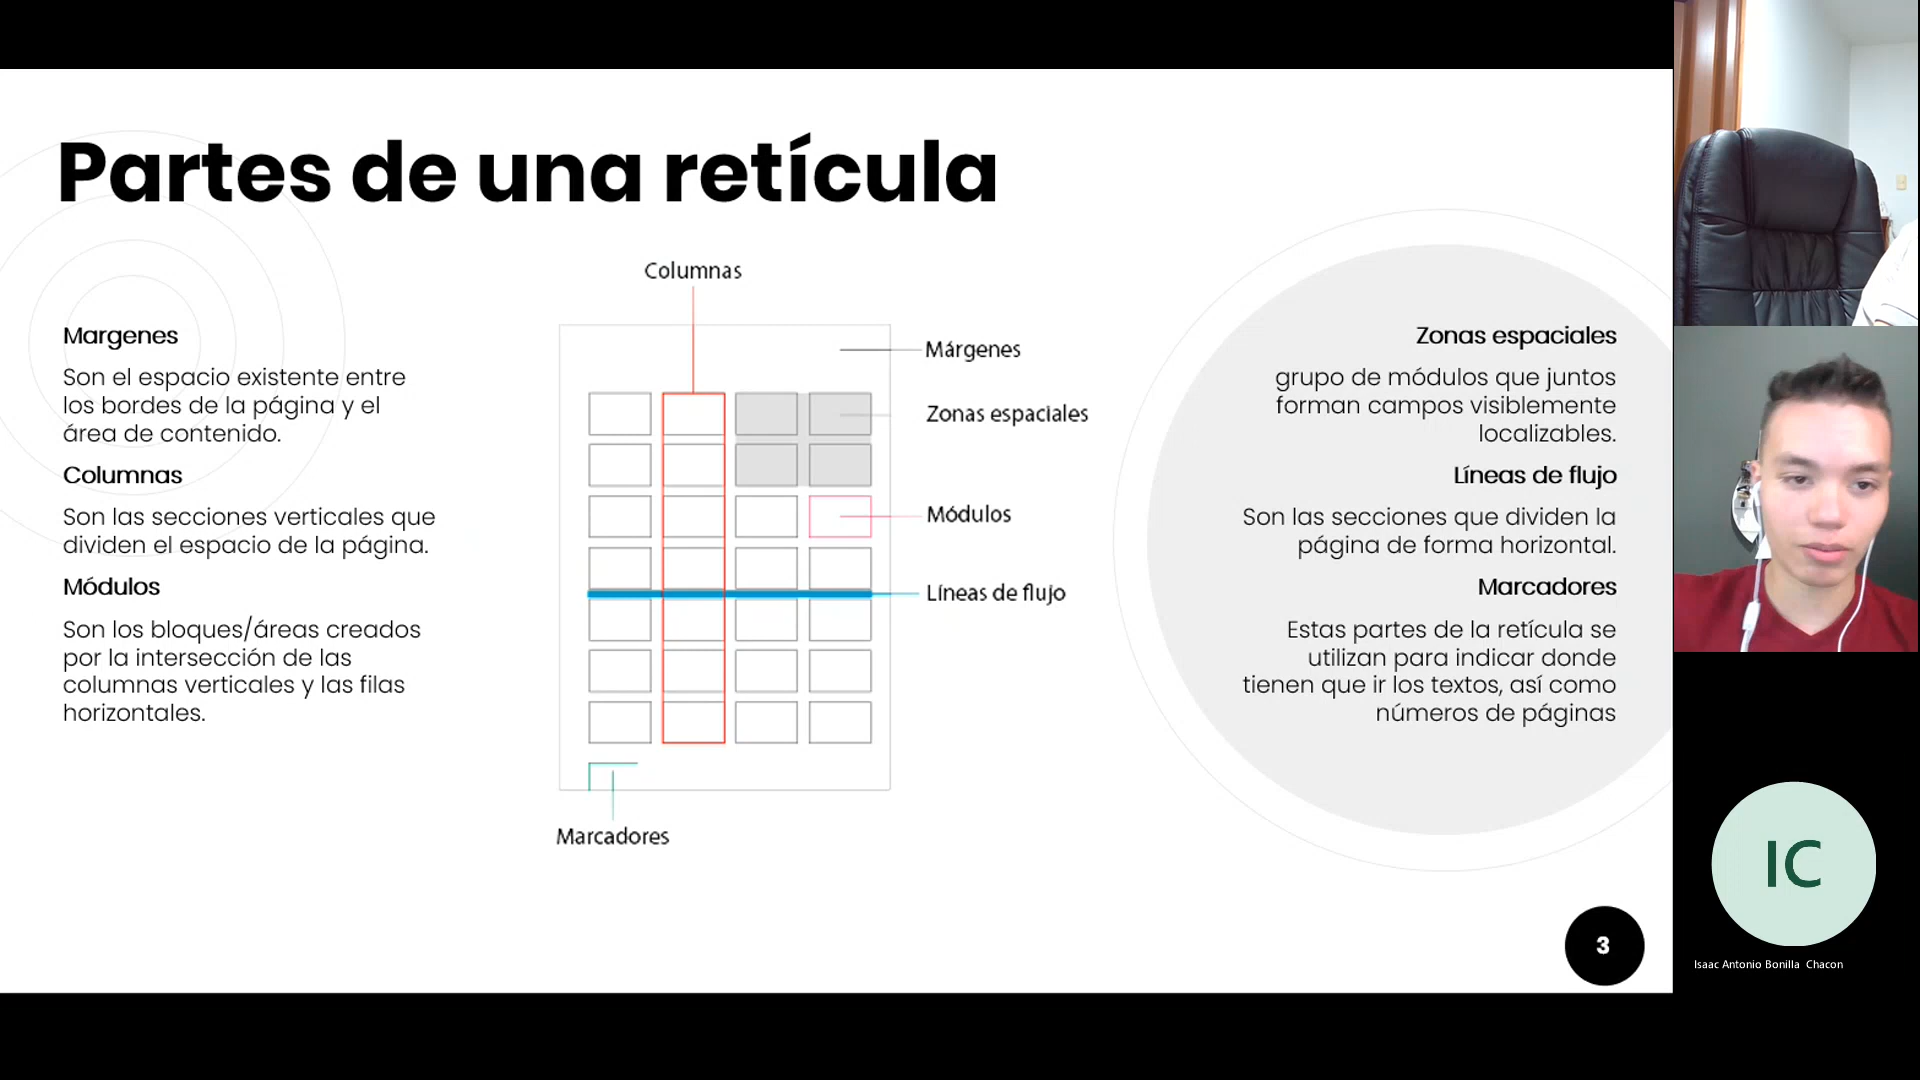 Partes de una retícula
Margenes
Son el espacio existente entre
los bordes de la página y el
área de contenido.
Columnas
Son las secciones verticales que
dividen el espacio de la página.
Módulos
Son los bloques/áreas creados
por la intersección de las
columnas verticales y las filas
horizontales.
Columnas
Márgenes
Zonas espaciales
Módulos
Líneas de flujo
Marcadores
Zonas espaciales
grupo de módulos que juntos
forman campos visiblemente
localizables.
Líneas de flujo
Son las secciones que dividen la
página de forma horizontal.
Marcadores
Estas partes de la retícula se
utilizan para indicar donde
tienen que ir los textos, así como
números de páginas
3
IC
Isaac Antonio Bonilla Chacon